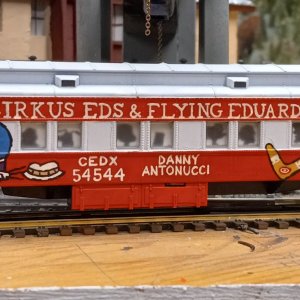 IRKUS EDS & FLYING EDUARD
CEDX DANNY
54544 ANTONUCCI